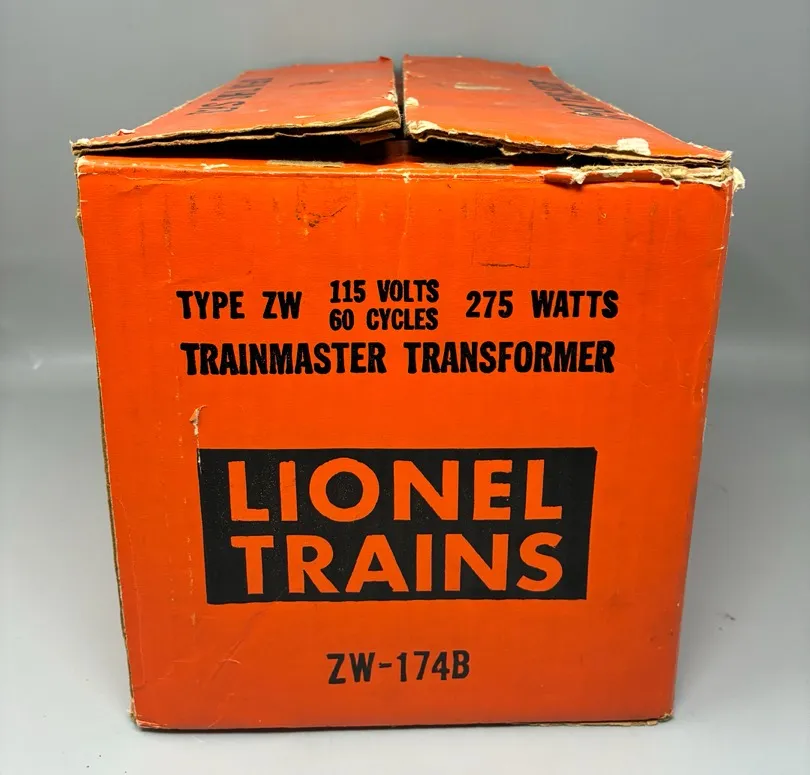 TYPE ZW 115 VOLTS 275 WATTS
60 CYCLES
TRAINMASTER TRANSFORMER
LIONEL
TRAINS
ZW-174B